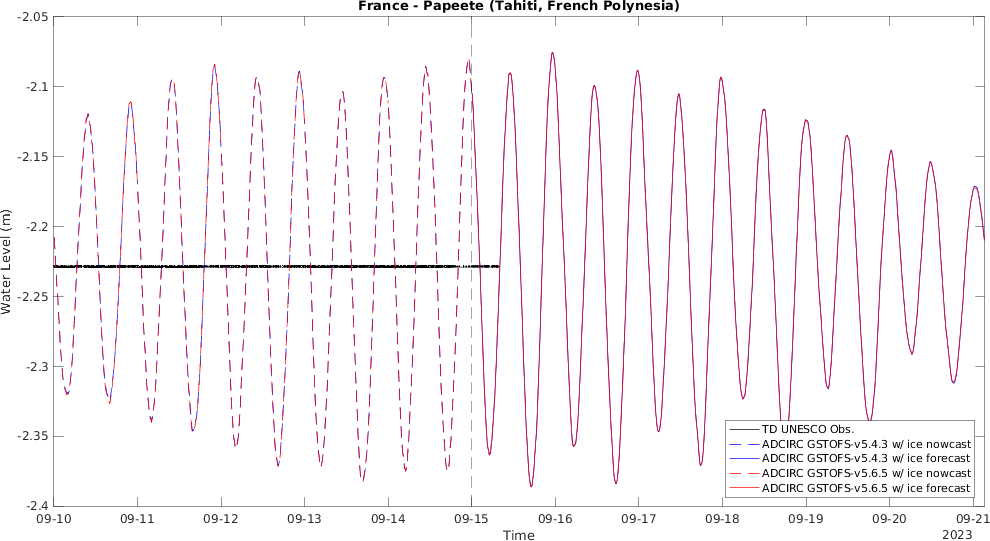 France - Papeete (Tahiti, French Polynesia)
Water Level (m)
-2.05
-2.1
-2.15
-2.2
-2.25
-2.3
-2.35
-2.4
TD UNESCO Obs.
ADCIRC GSTOFS-v5.4.3 w/ ice nowcast
ADCIRC GSTOFS-v5.4.3 w/ ice forecast
ADCIRC GSTOFS-v5.6.5 w/ ice nowcast
ADCIRC GSTOFS-v5.6.5 w/ ice forecast
09-10 09-11 09-12 09-13 09-14 09-15 09-16 09-17 09-18 09-19 09-20 09-21
Time
2023